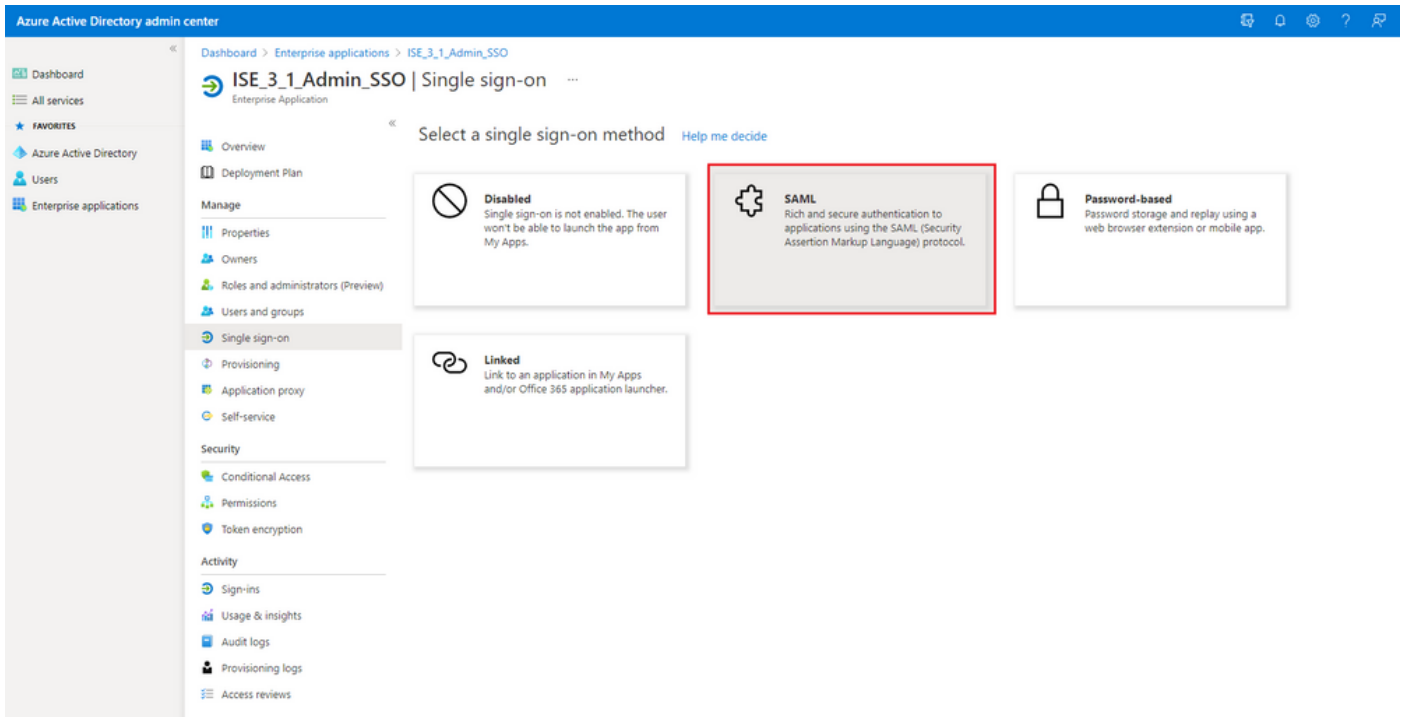 Azure Active Directory admin center
«
Dashboard
All services
FAVORITES
Azure Active Directory
Users
Enterprise applications
Dashboard > Enterprise applications > ISE_3_1_Admin_SSO
ISE_3_1_Admin_SSO | Single sign-on ...
Enterprise Application
«
Overview
Deployment Plan
Manage
Properties
Owners
Roles and administrators (Preview)
Users and groups
Single sign-on
Provisioning
Application proxy
Self-service
Security
Conditional Access
Permissions
Token encryption
Activity
Sign-ins
Usage & insights
Audit logs
Provisioning logs
Access reviews
Select a single sign-on method Help me decide
Disabled
Single sign-on is not enabled. The user
won't be able to launch the app from
My Apps.
SAML
Rich and secure authentication to
applications using the SAML (Security
Assertion Markup Language) protocol.
Password-based
Password storage and replay using a
web browser extension or mobile app.
Linked
Link to an application in My Apps
and/or Office 365 application launcher.